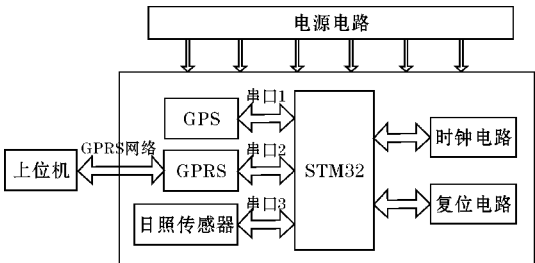 电源电路
串口1
GPS
时钟电路
GPRS网络
串口2
上位机
GPRS
STM32
串口3
日照传感器
复位电路